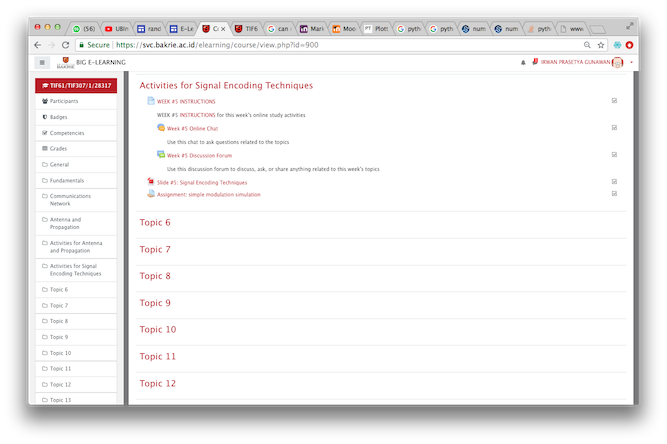 (56)
UBIn
rand
E-Le
Co
TIF6
can
Mari
Moo
Plott
pyth
pyth
num
num
pyth
www
Secure
https://svc.bakrie.ac.id/elearning/course/view.php?id=900
BAKRIE
BIG E-LEARNING
IRWAN PRASETYA GUNAWAN
TIF61/TIF307/1/28317
Participants
Badges
Competencies
Grades
General
Fundamentals
Communications
Network
Antenna and
Propagation
Activities for Antenna
and Propagation
Activities for Signal
Encoding Techniques
Topic 6
Topic 7
Topic 8
Topic 9
Topic 10
Topic 11
Topic 12
Topic 13
Activities for Signal Encoding Techniques
WEEK #5 INSTRUCTIONS
WEEK #5 INSTRUCTIONS for this week's online study activities
Week #5 Online Chat
Use this chat to ask questions related to the topics
Week #5 Discussion Forum
Use this discussion forum to discuss, ask, or share anything related to this week's topics
Slide #5: Signal Encoding Techniques
Assignment: simple modulation simulation
Topic 6
Topic 7
Topic 8
Topic 9
Topic 10
Topic 11
Topic 12